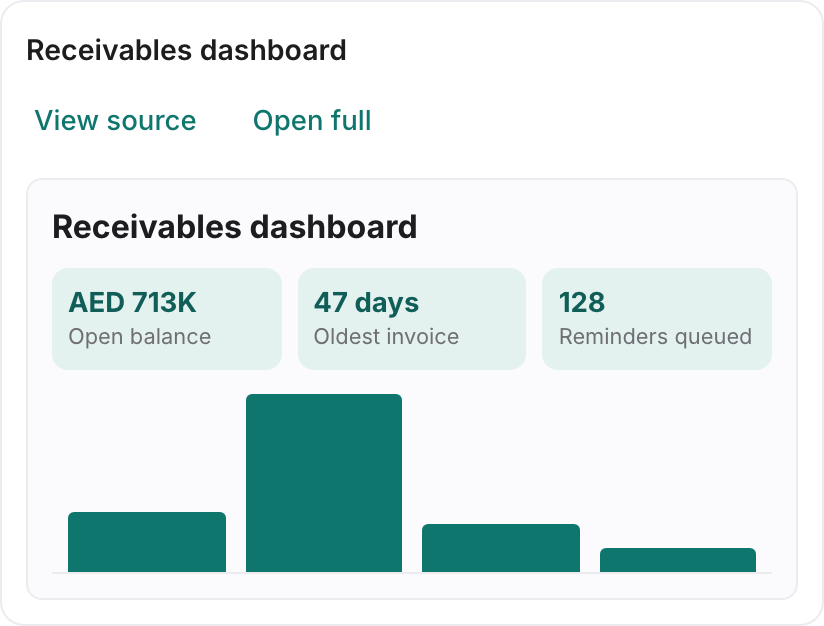 Receivables dashboard
View source Open full
Receivables dashboard
AED 713K 47 days 128
Open balance Oldest invoice Reminders queued